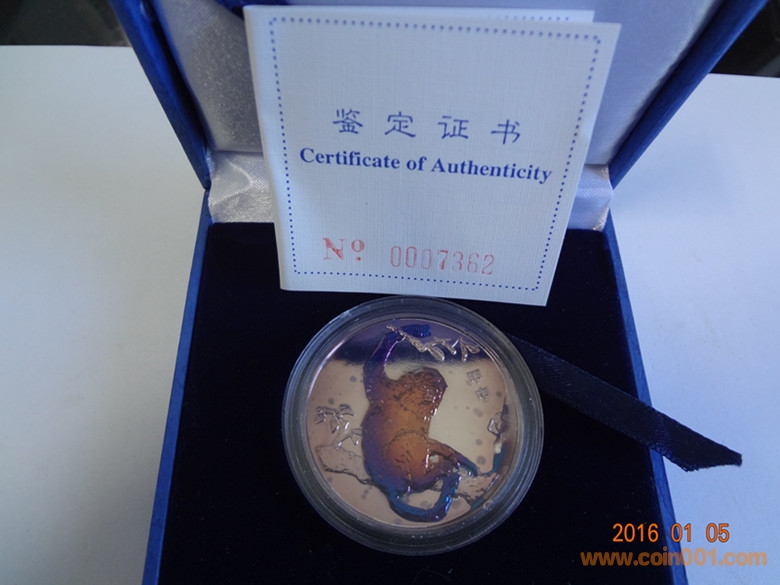 鉴定证书
Certificate of Authenticity
Nº. 0007362
2016 01 05
www.coin001.com